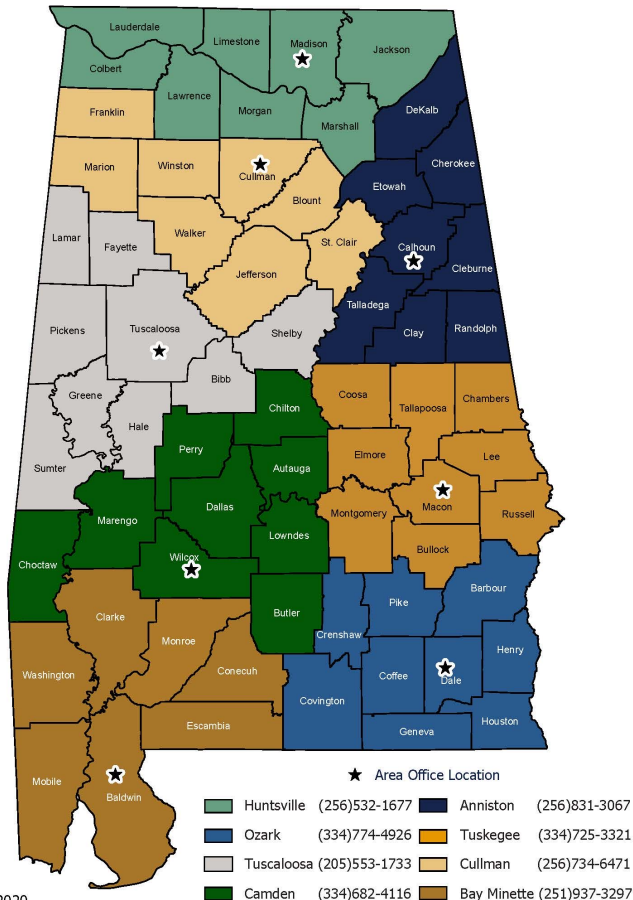 Lauderdale
Limestone
Madison
Jackson
Colbert
Lawrence
Morgan
Marshall
DeKalb
Franklin
Cherokee
Marion
Winston
Cullman
Etowah
Blount
Lamar
Fayette
Walker
St. Clair
Calhoun
Cleburne
Jefferson
Talladega
Pickens
Tuscaloosa
Shelby
Clay
Randolph
Bibb
Greene
Hale
Chilton
Coosa
Tallapoosa
Chambers
Sumter
Perry
Autauga
Elmore
Lee
Marengo
Dallas
Lowndes
Montgomery
Macon
Russell
Choctaw
Wilcox
Bullock
Clarke
Butler
Crenshaw
Pike
Barbour
Monroe
Henry
Washington
Conecuh
Coffee
Dale
Covington
Escambia
Geneva
Houston
Mobile
Baldwin
Area Office Location
Huntsville (256)532-1677
Anniston (256)831-3067
Ozark (334)774-4926
Tuskegee (334)725-3321
Tuscaloosa (205)553-1733
Cullman (256)734-6471
Camden (334)682-4116
Bay Minette (251)937-3297